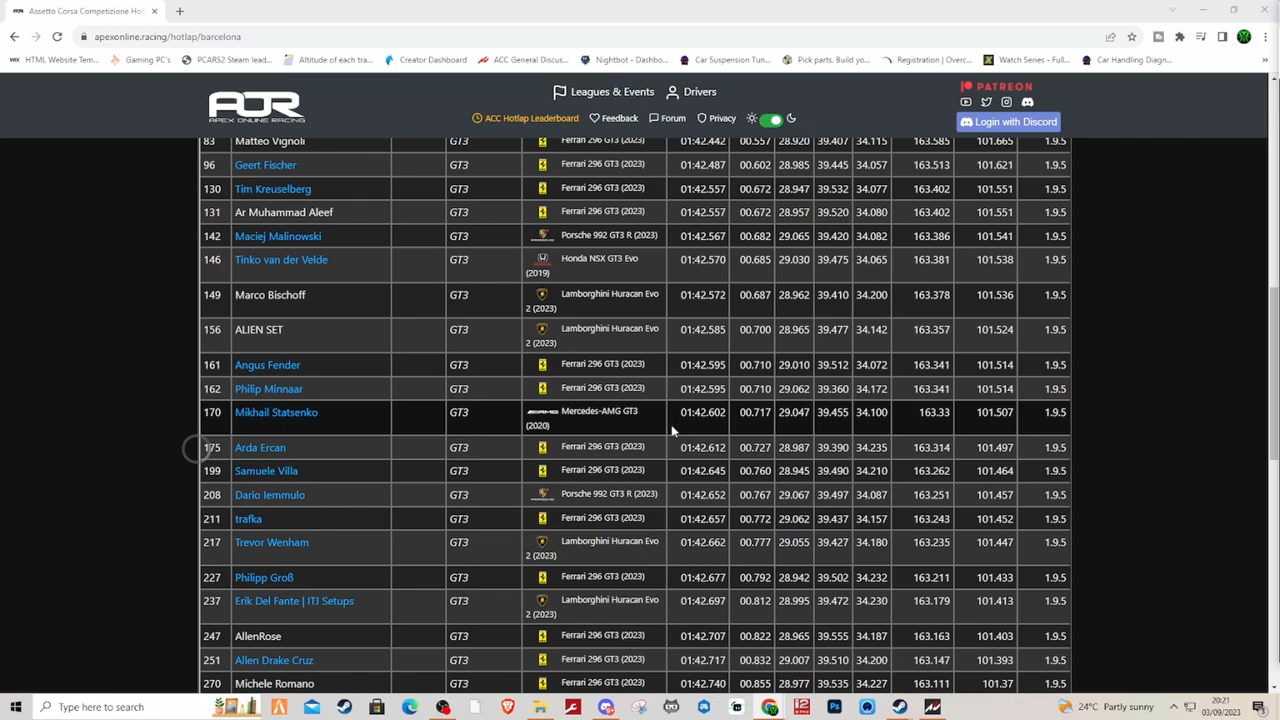 Assetto Corsa Competizione Hot
apexonline.racing/hotlap/barcelona
HTML Website Tem... Gaming PC's PCARS2 Steam lead... Altitude of each tra... Creator Dashboard ACC General Discus... Nightbot - Dashbo... Car Suspension Tun... Pick parts. Build yo... Registration | Overc... Watch Series - Full... Car Handling Diagn...
AOR
APEX ONLINE RACING
Leagues & Events Drivers
PATREON
ACC Hotlap Leaderboard Feedback Forum Privacy
Login with Discord
83 Matteo Vignoli GT3 Ferrari 296 GT3 (2023) 01:42.442 00.557 28.920 39.407 34.115 163.585 101.665 1.9.5
96 Geert Fischer GT3 Ferrari 296 GT3 (2023) 01:42.487 00.602 28.985 39.445 34.057 163.513 101.621 1.9.5
130 Tim Kreuselberg GT3 Ferrari 296 GT3 (2023) 01:42.557 00.672 28.947 39.532 34.077 163.402 101.551 1.9.5
131 Ar Muhammad Aleef GT3 Ferrari 296 GT3 (2023) 01:42.557 00.672 28.957 39.520 34.080 163.402 101.551 1.9.5
142 Maciej Malinowski GT3 Porsche 992 GT3 R (2023) 01:42.567 00.682 29.065 39.420 34.082 163.386 101.541 1.9.5
146 Tinko van der Velde GT3 Honda NSX GT3 Evo 01:42.570 00.685 29.030 39.475 34.065 163.381 101.538 1.9.5
(2019)
149 Marco Bischoff GT3 Lamborghini Huracan Evo 01:42.572 00.687 28.962 39.410 34.200 163.378 101.536 1.9.5
2 (2023)
156 ALIEN SET GT3 Lamborghini Huracan Evo 01:42.585 00.700 28.965 39.477 34.142 163.357 101.524 1.9.5
2 (2023)
161 Angus Fender GT3 Ferrari 296 GT3 (2023) 01:42.595 00.710 29.010 39.512 34.072 163.341 101.514 1.9.5
162 Philip Minnaar GT3 Ferrari 296 GT3 (2023) 01:42.595 00.710 29.062 39.360 34.172 163.341 101.514 1.9.5
170 Mikhail Statsenko GT3 AMG Mercedes-AMG GT3 01:42.602 00.717 29.047 39.455 34.100 163.33 101.507 1.9.5
(2020)
175 Arda Ercan GT3 Ferrari 296 GT3 (2023) 01:42.612 00.727 28.987 39.390 34.235 163.314 101.497 1.9.5
199 Samuele Villa GT3 Ferrari 296 GT3 (2023) 01:42.645 00.760 28.945 39.490 34.210 163.262 101.464 1.9.5
208 Dario Iemmulo GT3 Porsche 992 GT3 R (2023) 01:42.652 00.767 29.067 39.497 34.087 163.251 101.457 1.9.5
211 trafka GT3 Ferrari 296 GT3 (2023) 01:42.657 00.772 29.062 39.437 34.157 163.243 101.452 1.9.5
217 Trevor Wenham GT3 Lamborghini Huracan Evo 01:42.662 00.777 29.055 39.427 34.180 163.235 101.447 1.9.5
2 (2023)
227 Philipp Groß GT3 Ferrari 296 GT3 (2023) 01:42.677 00.792 28.942 39.502 34.232 163.211 101.433 1.9.5
237 Erik Del Fante | ITJ Setups GT3 Lamborghini Huracan Evo 01:42.697 00.812 28.995 39.472 34.230 163.179 101.413 1.9.5
2 (2023)
247 AllenRose GT3 Ferrari 296 GT3 (2023) 01:42.707 00.822 28.965 39.555 34.187 163.163 101.403 1.9.5
251 Allen Drake Cruz GT3 Ferrari 296 GT3 (2023) 01:42.717 00.832 29.007 39.510 34.200 163.147 101.393 1.9.5
270 Michele Romano GT3 Ferrari 296 GT3 (2023) 01:42.740 00.855 28.977 39.535 34.227 163.111 101.37 1.9.5
Type here to search
24°C Partly sunny
20:21
03/09/2023